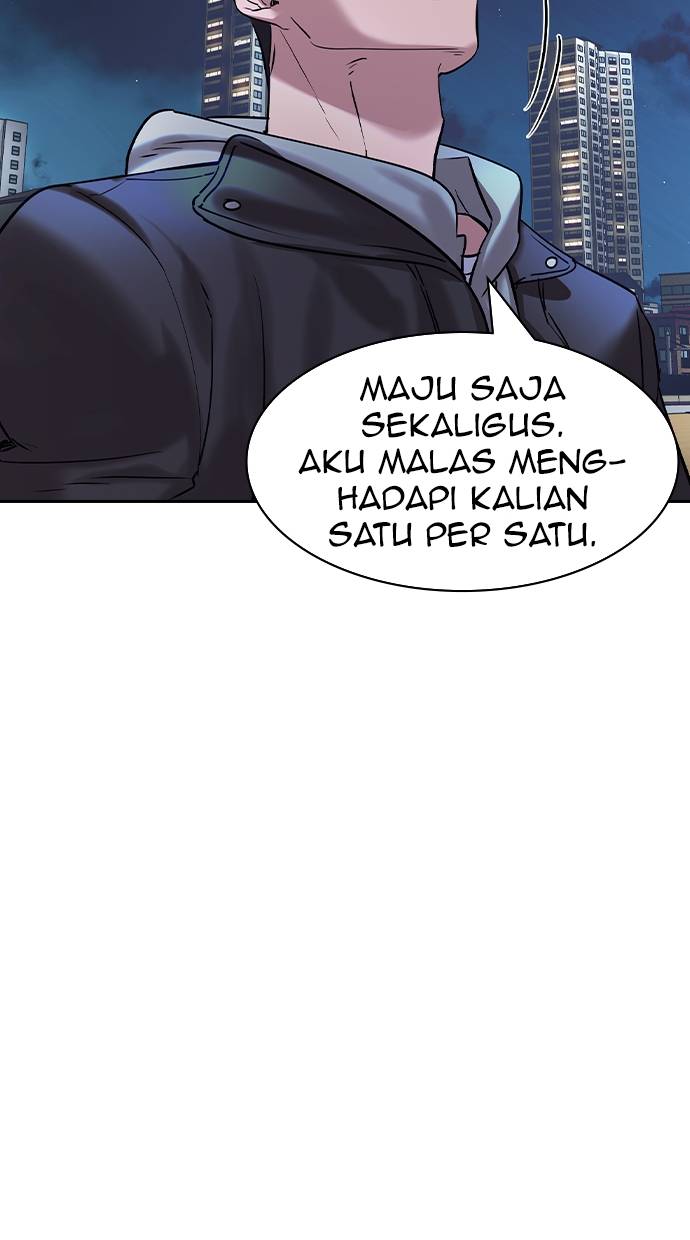 MAJU SAJA
SEKALIGUS.
AKU MALAS MENG-
HADAPI KALIAN
SATU PER SATU.